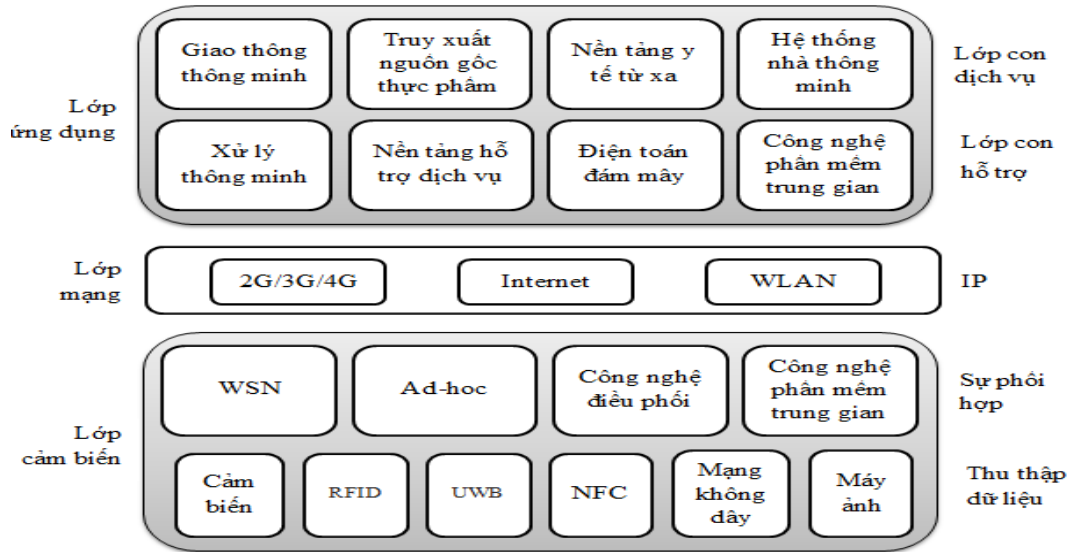 Lớp
ứng dụng
Giao thông
thông minh
Truy xuất
nguồn gốc
thực phẩm
Nền tảng y
tế từ xa
Hệ thống
nhà thông
minh
Lớp con
dịch vụ
Xử lý
thông minh
Nền tảng hỗ
trợ dịch vụ
Điện toán
đám mây
Công nghệ
phần mềm
trung gian
Lớp con
hỗ trợ
Lớp
mạng
2G/3G/4G
Internet
WLAN
IP
Lớp
cảm biến
WSN
Ad-hoc
Công nghệ
điều phối
Công nghệ
phần mềm
trung gian
Sự phối
hợp
Cảm
biến
RFID
UWB
NFC
Mạng
không
dây
Máy
ảnh
Thu thập
dữ liệu